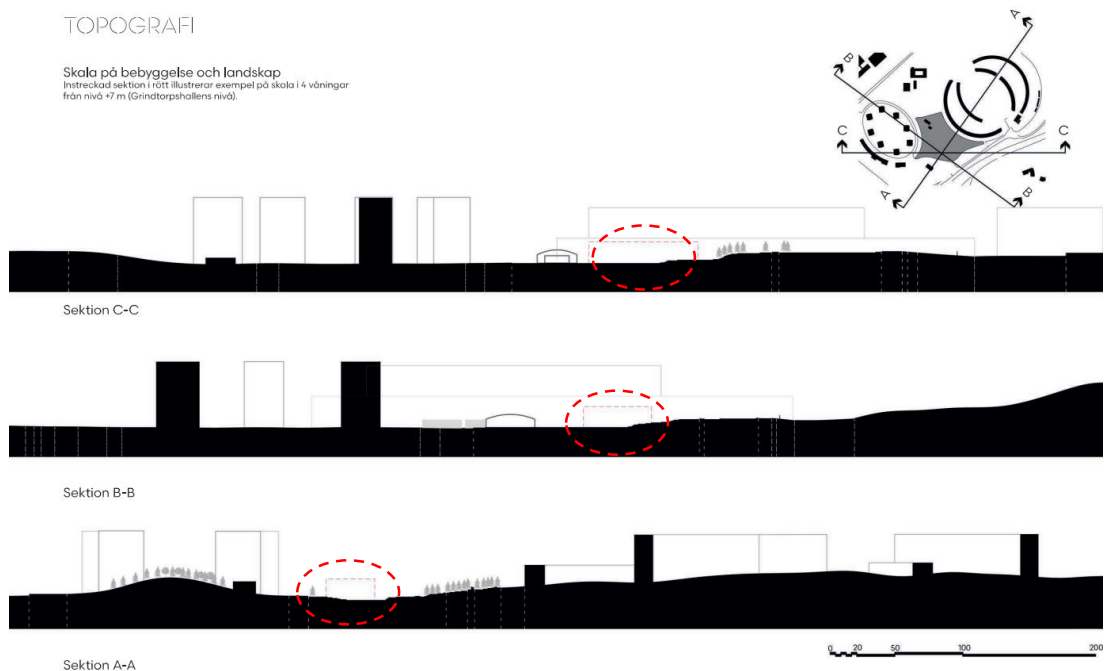 TOPOGRAFI
Skala på bebyggelse och landskap
Instreckad sektion i rött illustrerar exempel på skala i 4 våningar
från nivå +7 m (Grindtorpshallens nivå).
A
B
C
C
A
B
Sektion C-C
Sektion B-B
0 20 50 100 200
Sektion A-A